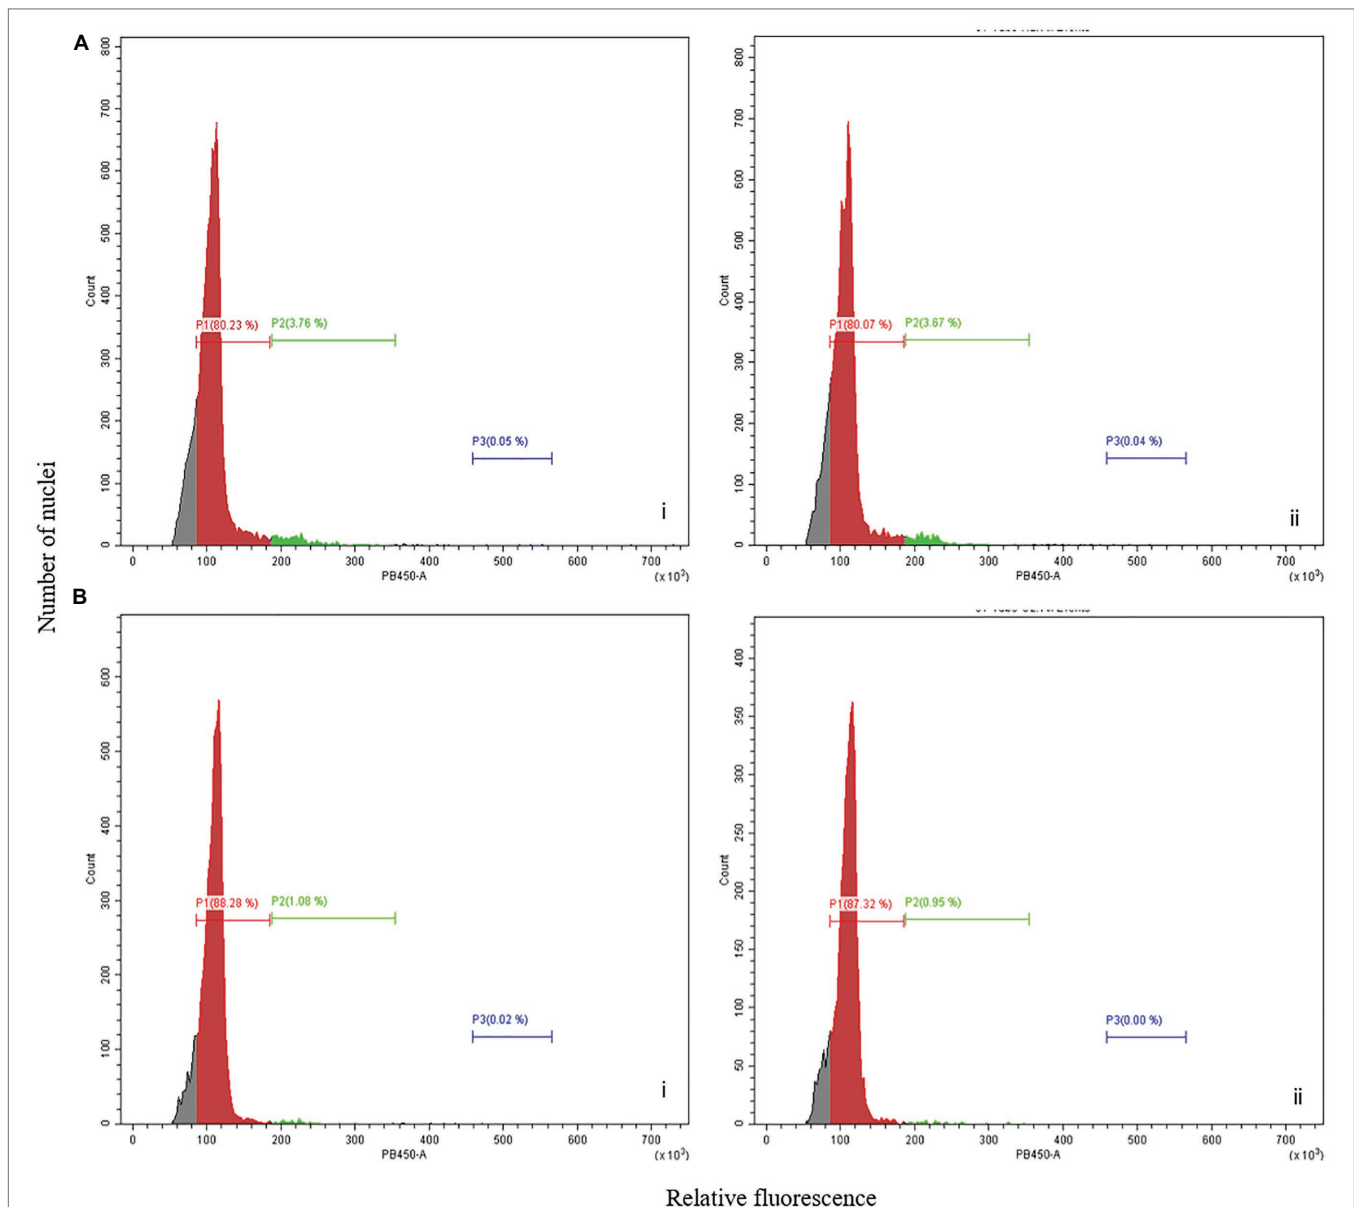 A
800
700
600
500
400
300
200
100
0
Count
P1(80.23 %)
P2(3.76 %)
P3(0.05 %)
i
0 100 200 300 400 500 600 700
PB450-A
(x 10³)
800
700
600
500
400
300
200
100
0
Count
P1(80.07 %)
P2(3.67 %)
P3(0.04 %)
ii
0 100 200 300 400 500 600 700
PB450-A
(x 10³)
Number of nuclei
B
600
500
400
300
200
100
0
Count
P1(88.28 %)
P2(1.08 %)
P3(0.02 %)
i
0 100 200 300 400 500 600 700
PB450-A
(x 10³)
400
350
300
250
200
150
100
50
0
Count
P1(87.32 %)
P2(0.95 %)
P3(0.00 %)
ii
0 100 200 300 400 500 600 700
PB450-A
(x 10³)
Relative fluorescence